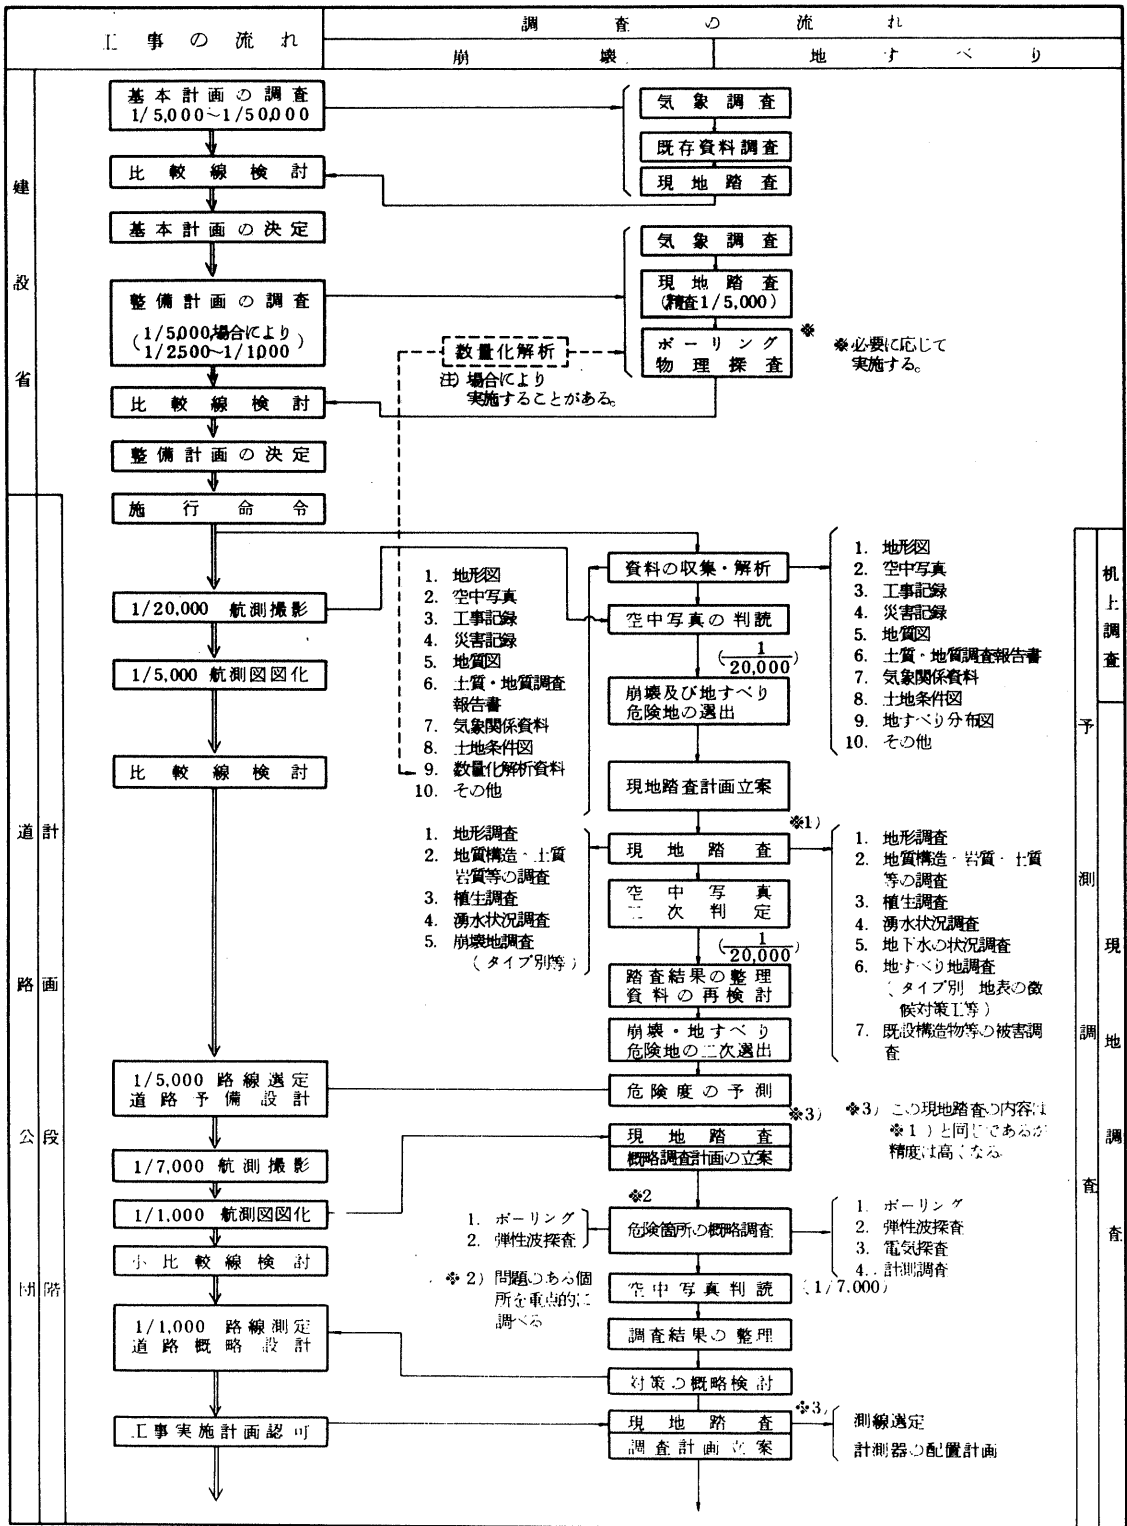 工事の流れ
調査の流れ
崩壊
地すべり
建設省
基本計画の調査
1/5,000～1/50,000
比較線検討
基本計画の決定
整備計画の調査
(1/5,000,場合により
1/2,500～1/1,000)
比較線検討
整備計画の決定
気象調査
既存資料調査
現地踏査
気象調査
現地踏査
(精査1/5,000)
ボーリング
物理探査
※
※必要に応じて
実施する。
数量化解析
注)場合により
実施することがある。
道路公団
計画段階
施行命令
1/20,000 航測撮影
1/5,000 航測図図化
比較線検討
1/5,000 路線選定
道路予備設計
1/7,000 航測撮影
1/1,000 航測図図化
小比較線検討
1/1,000 路線測定
道路概略設計
工事実施計画認可
1. 地形図
2. 空中写真
3. 工事記録
4. 災害記録
5. 地質図
6. 土質・地質調査
報告書
7. 気象関係資料
8. 土地条件図
9. 数量化解析資料
10. その他
1. 地形調査
2. 地質構造・土質
岩質等の調査
3. 植生調査
4. 湧水状況調査
5. 崩壊地調査
(タイプ別等)
1. ボーリング
2. 弾性波探査
※2) 問題のある個
所を重点的に
調べる
資料の収集・解析
空中写真の判読
(1/20,000)
崩壊及び地すべり
危険地の選出
現地踏査計画立案
※1)
現地踏査
空中写真
二次判定
(1/20,000)
踏査結果の整理
資料の再検討
崩壊・地すべり
危険地の二次選出
危険度の予測
※3)
現地踏査
概略調査計画の立案
※2
危険箇所の概略調査
空中写真判読
(1/7,000)
調査結果の整理
対策の概略検討
※3)
現地踏査
調査計画立案
1. 地形図
2. 空中写真
3. 工事記録
4. 災害記録
5. 地質図
6. 土質・地質調査報告書
7. 気象関係資料
8. 土地条件図
9. 地すべり分布図
10. その他
1. 地形調査
2. 地質構造・岩質・土質
等の調査
3. 植生調査
4. 湧水状況調査
5. 地下水の状況調査
6. 地すべり地調査
(タイプ別 地表の徴
候対策工等)
7. 既設構造物等の被害調
査
※3) この現地踏査の内容は
※1)と同じであるが
精度は高くなる
1. ボーリング
2. 弾性波探査
3. 電気探査
4. 計測調査
測線選定
計測器の配置計画
予測調査
机上調査
現地調査